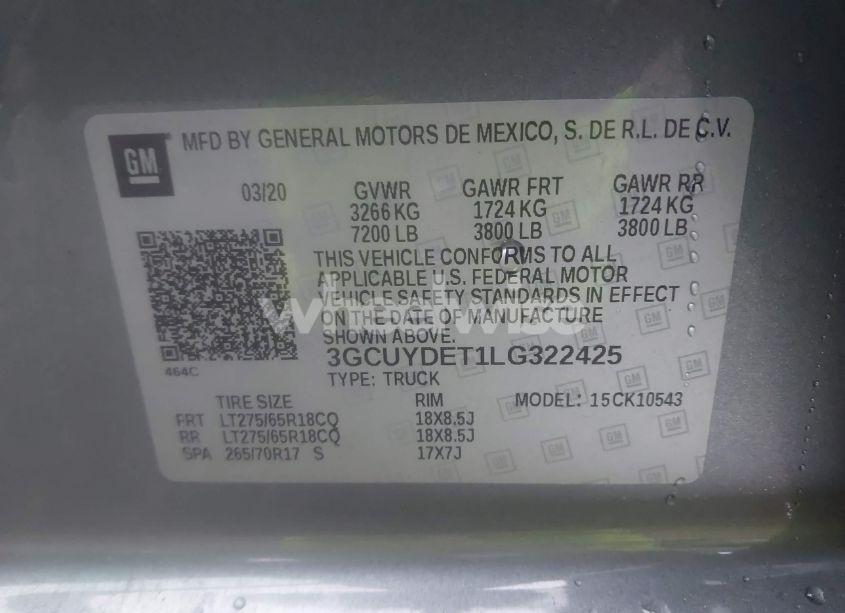 GM
MFD BY GENERAL MOTORS DE MEXICO, S. DE R.L. DE C.V.
03/20 GVWR GAWR FRT GAWR RR
3266 KG 1724 KG 1724 KG
7200 LB 3800 LB 3800 LB
THIS VEHICLE CONFORMS TO ALL
APPLICABLE U.S. FEDERAL MOTOR
VEHICLE SAFETY STANDARDS IN EFFECT
ON THE DATE OF MANUFACTURE
SHOWN ABOVE.
464C
3GCUYDET1LG322425
TYPE: TRUCK
TIRE SIZE RIM MODEL: 15CK10543
FRT LT275/65R18CQ 18X8.5J
RR LT275/65R18CQ 18X8.5J
SPA 265/70R17 S 17X7J